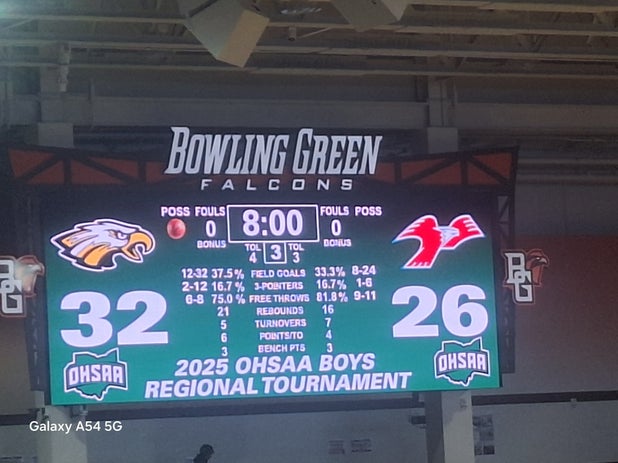 BOWLING GREEN
FALCONS
POSS FOULS 8:00 FOULS POSS
0 0
BONUS TOL 3 TOL BONUS
4 3
12-32 37.5% FIELD GOALS 33.3% 8-24
2-12 16.7% 3-POINTERS 16.7% 1-6
6-8 75.0% FREE THROWS 81.8% 9-11
32 26
21 REBOUNDS 16
5 TURNOVERS 7
6 POINTS/TO 4
3 BENCH PTS 3
OHSAA OHSAA
2025 OHSAA BOYS
REGIONAL TOURNAMENT
BG BG
Galaxy A54 5G